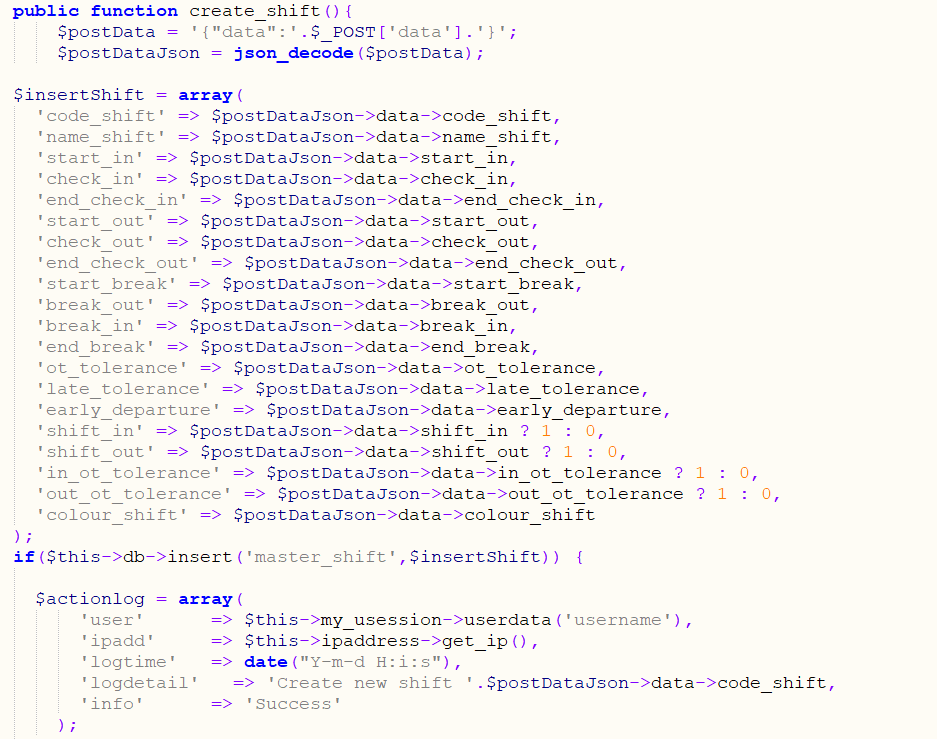 public function create_shift(){
    $postData = '{"data":'.$_POST['data'].'}';
    $postDataJson = json_decode($postData);

$insertShift = array(
  'code_shift' => $postDataJson->data->code_shift,
  'name_shift' => $postDataJson->data->name_shift,
  'start_in' => $postDataJson->data->start_in,
  'check_in' => $postDataJson->data->check_in,
  'end_check_in' => $postDataJson->data->end_check_in,
  'start_out' => $postDataJson->data->start_out,
  'check_out' => $postDataJson->data->check_out,
  'end_check_out' => $postDataJson->data->end_check_out,
  'start_break' => $postDataJson->data->start_break,
  'break_out' => $postDataJson->data->break_out,
  'break_in' => $postDataJson->data->break_in,
  'end_break' => $postDataJson->data->end_break,
  'ot_tolerance' => $postDataJson->data->ot_tolerance,
  'late_tolerance' => $postDataJson->data->late_tolerance,
  'early_departure' => $postDataJson->data->early_departure,
  'shift_in' => $postDataJson->data->shift_in ? 1 : 0,
  'shift_out' => $postDataJson->data->shift_out ? 1 : 0,
  'in_ot_tolerance' => $postDataJson->data->in_ot_tolerance ? 1 : 0,
  'out_ot_tolerance' => $postDataJson->data->out_ot_tolerance ? 1 : 0,
  'colour_shift' => $postDataJson->data->colour_shift
);
if($this->db->insert('master_shift',$insertShift)) {

  $actionlog = array(
      'user'      => $this->my_usession->userdata('username'),
      'ipadd'     => $this->ipaddress->get_ip(),
      'logtime'   => date("Y-m-d H:i:s"),
      'logdetail'   => 'Create new shift '.$postDataJson->data->code_shift,
      'info'      => 'Success'
    );